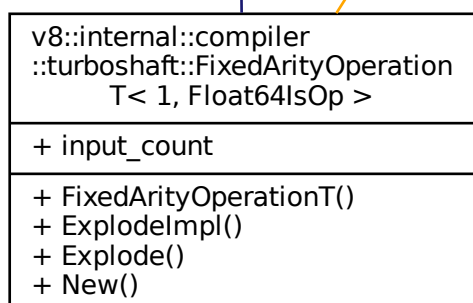 v8::internal::compiler
::turboshaft::FixedArityOperation
T< 1, Float64IsOp >
+ input_count
+ FixedArityOperationT()
+ ExplodeImpl()
+ Explode()
+ New()